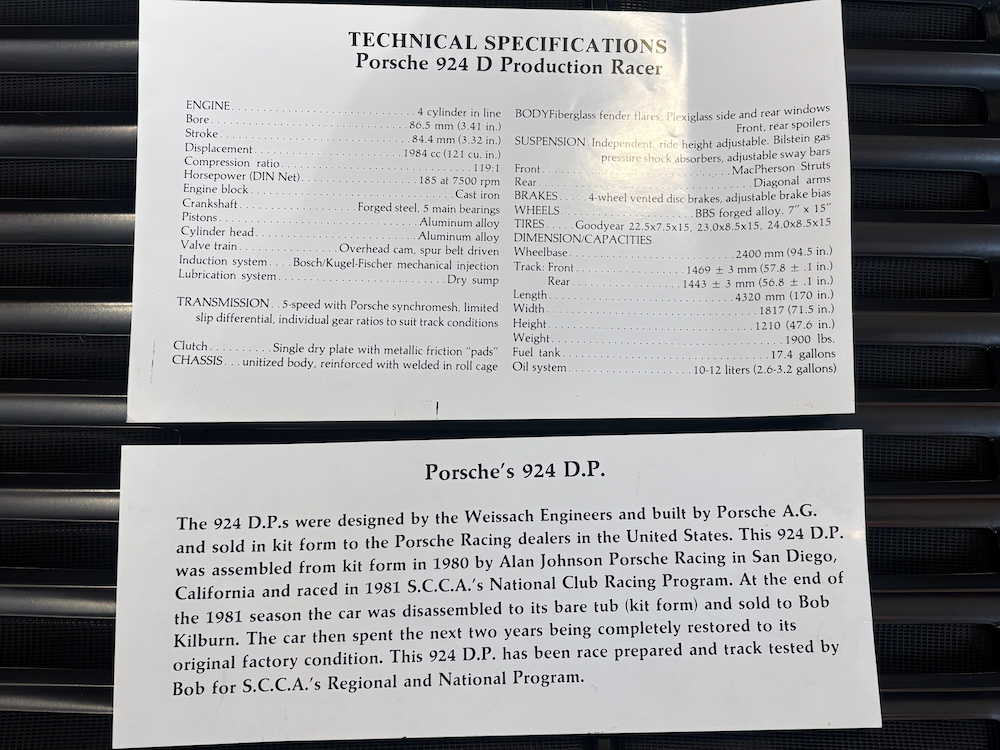 TECHNICAL SPECIFICATIONS
Porsche 924 D Production Racer
ENGINE. . . . . . . . . . 4 cylinder in line
Bore. . . . . . . . . . 86.5 mm (3.41 in.)
Stroke. . . . . . . . . . 84.4 mm (3.32 in.)
Displacement. . . . . . . . . . 1984 cc (121 cu. in.)
Compression ratio. . . . . . . . . . 119:1
Horsepower (DIN Net). . . . . . . . . . 185 at 7500 rpm
Engine block. . . . . . . . . . Cast iron
Crankshaft. . . . . . . . . . Forged steel, 5 main bearings
Pistons. . . . . . . . . . Aluminum alloy
Cylinder head. . . . . . . . . . Aluminum alloy
Valve train. . . . . . . . . . Overhead cam, spur belt driven
Induction system. . . . Bosch/Kugel-Fischer mechanical injection
Lubrication system. . . . . . . . . . Dry sump
TRANSMISSION. . 5-speed with Porsche synchromesh, limited
slip differential, individual gear ratios to suit track conditions
Clutch. . . . . . . . . . Single dry plate with metallic friction "pads"
CHASSIS. . . unitized body, reinforced with welded in roll cage
BODYFiberglass fender flares, Plexiglass side and rear windows
Front, rear spoilers
SUSPENSION. Independent, ride height adjustable. Bilstein gas
pressure shock absorbers, adjustable sway bars
Front. . . . . . . . . . MacPherson Struts
Rear. . . . . . . . . . Diagonal arms
BRAKES. . . . . 4-wheel vented disc brakes, adjustable brake bias
WHEELS. . . . . . . . . . BBS forged alloy. 7" x 15"
TIRES. . . . . Goodyear 22.5x7.5x15, 23.0x8.5x15, 24.0x8.5x15
DIMENSION/CAPACITIES
Wheelbase. . . . . . . . . . 2400 mm (94.5 in.)
Track: Front. . . . . . . . . . 1469 ± 3 mm (57.8 ± .1 in.)
Rear. . . . . . . . . . 1443 ± 3 mm (56.8 ± .1 in.)
Length. . . . . . . . . . 4320 mm (170 in.)
Width. . . . . . . . . . 1817 (71.5 in.)
Height. . . . . . . . . . 1210 (47.6 in.)
Weight. . . . . . . . . . 1900 lbs.
Fuel tank. . . . . . . . . . 17.4 gallons
Oil system. . . . . . . . . . 10-12 liters (2.6-3.2 gallons)
Porsche's 924 D.P.
The 924 D.P.s were designed by the Weissach Engineers and built by Porsche A.G.
and sold in kit form to the Porsche Racing dealers in the United States. This 924 D.P.
was assembled from kit form in 1980 by Alan Johnson Porsche Racing in San Diego,
California and raced in 1981 S.C.C.A.'s National Club Racing Program. At the end of
the 1981 season the car was disassembled to its bare tub (kit form) and sold to Bob
Kilburn. The car then spent the next two years being completely restored to its
original factory condition. This 924 D.P. has been race prepared and track tested by
Bob for S.C.C.A.'s Regional and National Program.